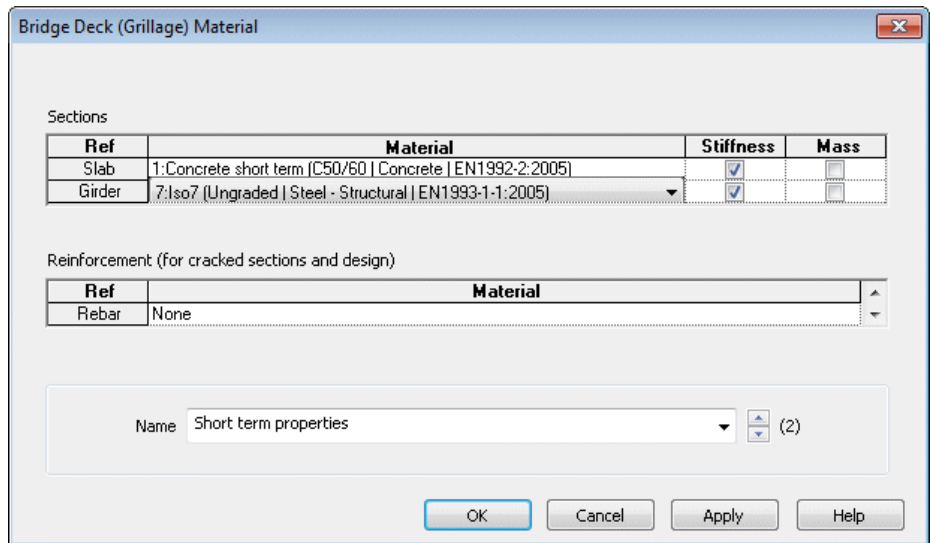 Bridge Deck (Grillage) Material
Sections
Ref Material Stiffness Mass
Slab 1:Concrete short term (C50/60 | Concrete | EN1992-2:2005)
Girder 7:Iso7 (Ungraded | Steel - Structural | EN1993-1-1:2005)
Reinforcement (for cracked sections and design)
Ref Material
Rebar None
Name Short term properties (2)
OK Cancel Apply Help